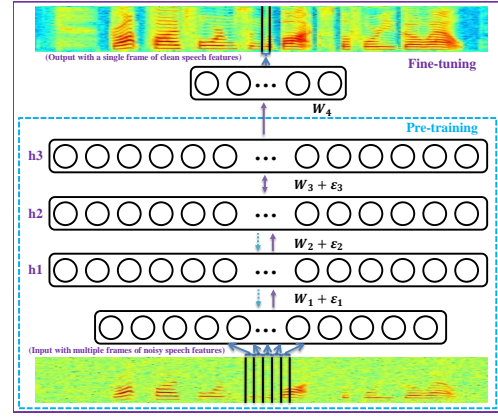 (Output with a single frame of clean speech features)
Fine-tuning
...
W₄
Pre-training
h3
...
W₃ + ε₃
h2
...
W₂ + ε₂
h1
...
W₁ + ε₁
...
(Input with multiple frames of noisy speech features)